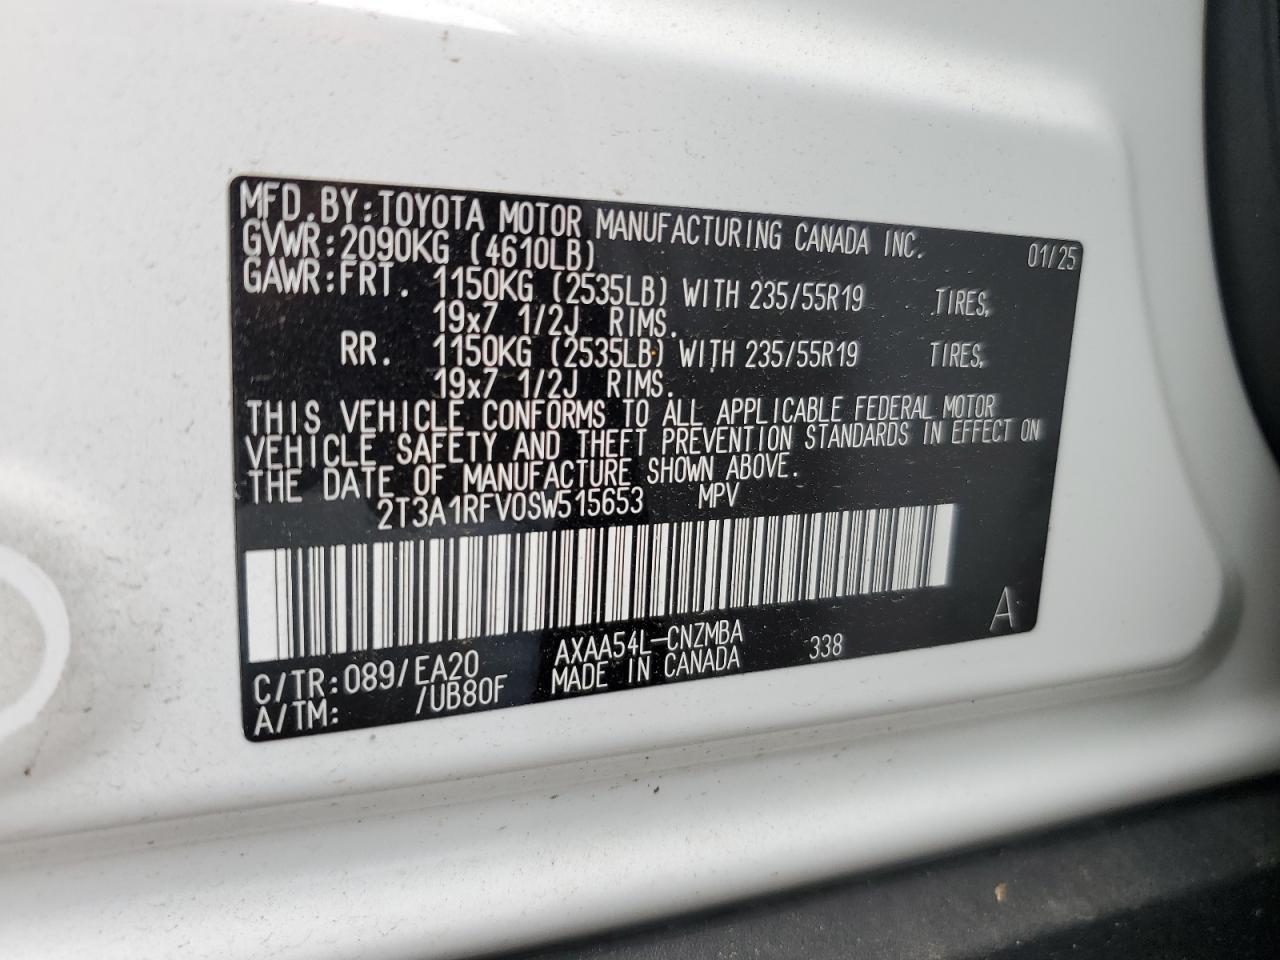 MFD.BY:TOYOTA MOTOR MANUFACTURING CANADA INC. 01/25
GVWR:2090KG (4610LB)
GAWR:FRT. 1150KG (2535LB) WITH 235/55R19 TIRES,
19x7 1/2J RIMS.
RR. 1150KG (2535LB) WITH 235/55R19 TIRES,
19x7 1/2J RIMS.
THIS VEHICLE CONFORMS TO ALL APPLICABLE FEDERAL MOTOR
VEHICLE SAFETY AND THEFT PREVENTION STANDARDS IN EFFECT ON
THE DATE OF MANUFACTURE SHOWN ABOVE.
2T3A1RFV0SW515653 MPV
A
C/TR:089/EA20 AXAA54L-CNZMBA 338
A/TM: /UB80F MADE IN CANADA